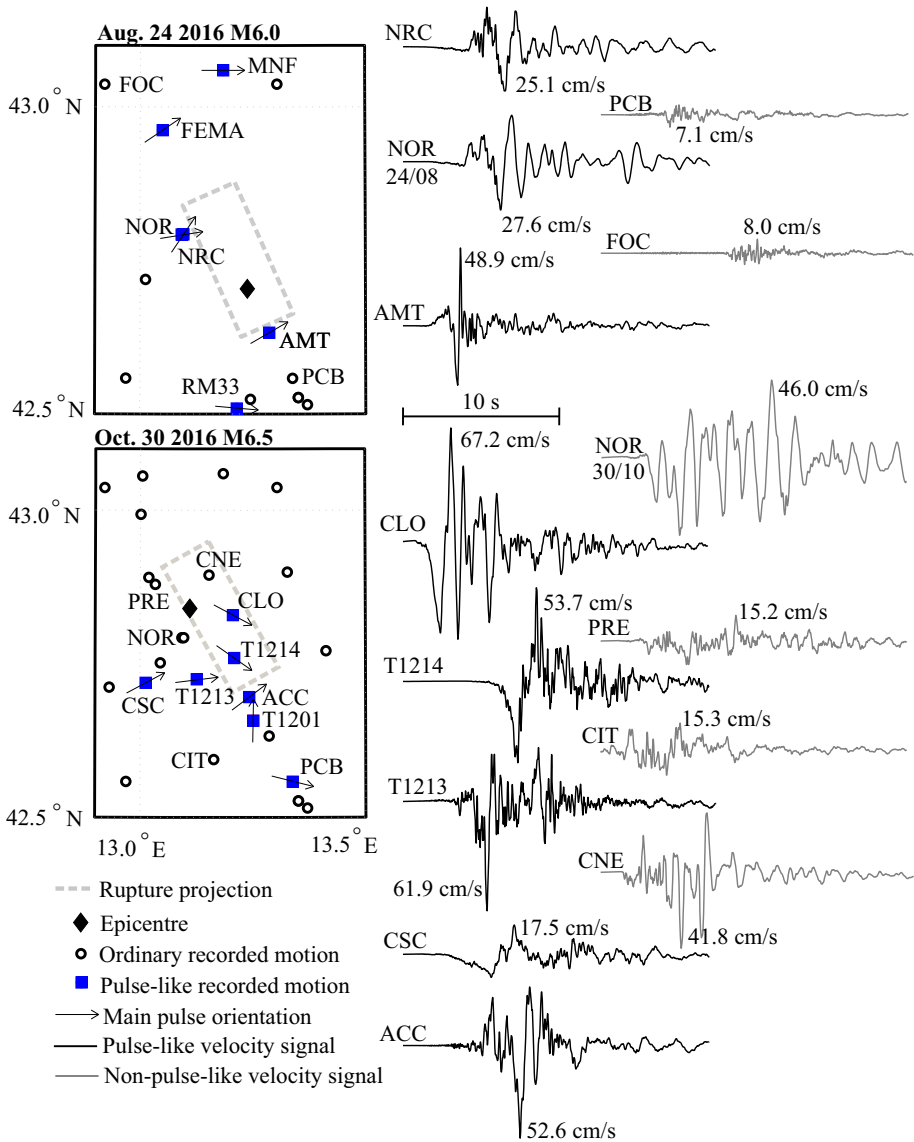 Aug. 24 2016 M6.0
MNF
FOC
43.0 ° N
FEMA
NOR
NRC
AMT
RM33
PCB
42.5 ° N
Oct. 30 2016 M6.5
43.0 ° N
CNE
PRE
CLO
NOR
T1214
CSC
T1213
ACC
T1201
CIT
PCB
42.5 ° N
13.0 ° E
13.5 ° E
Rupture projection
Epicentre
Ordinary recorded motion
Pulse-like recorded motion
Main pulse orientation
Pulse-like velocity signal
Non-pulse-like velocity signal
NRC
25.1 cm/s
PCB
7.1 cm/s
NOR
24/08
27.6 cm/s
FOC
8.0 cm/s
AMT
48.9 cm/s
10 s
CLO
67.2 cm/s
NOR
30/10
46.0 cm/s
T1214
53.7 cm/s
PRE
15.2 cm/s
T1213
61.9 cm/s
CIT
15.3 cm/s
CNE
41.8 cm/s
CSC
17.5 cm/s
ACC
52.6 cm/s